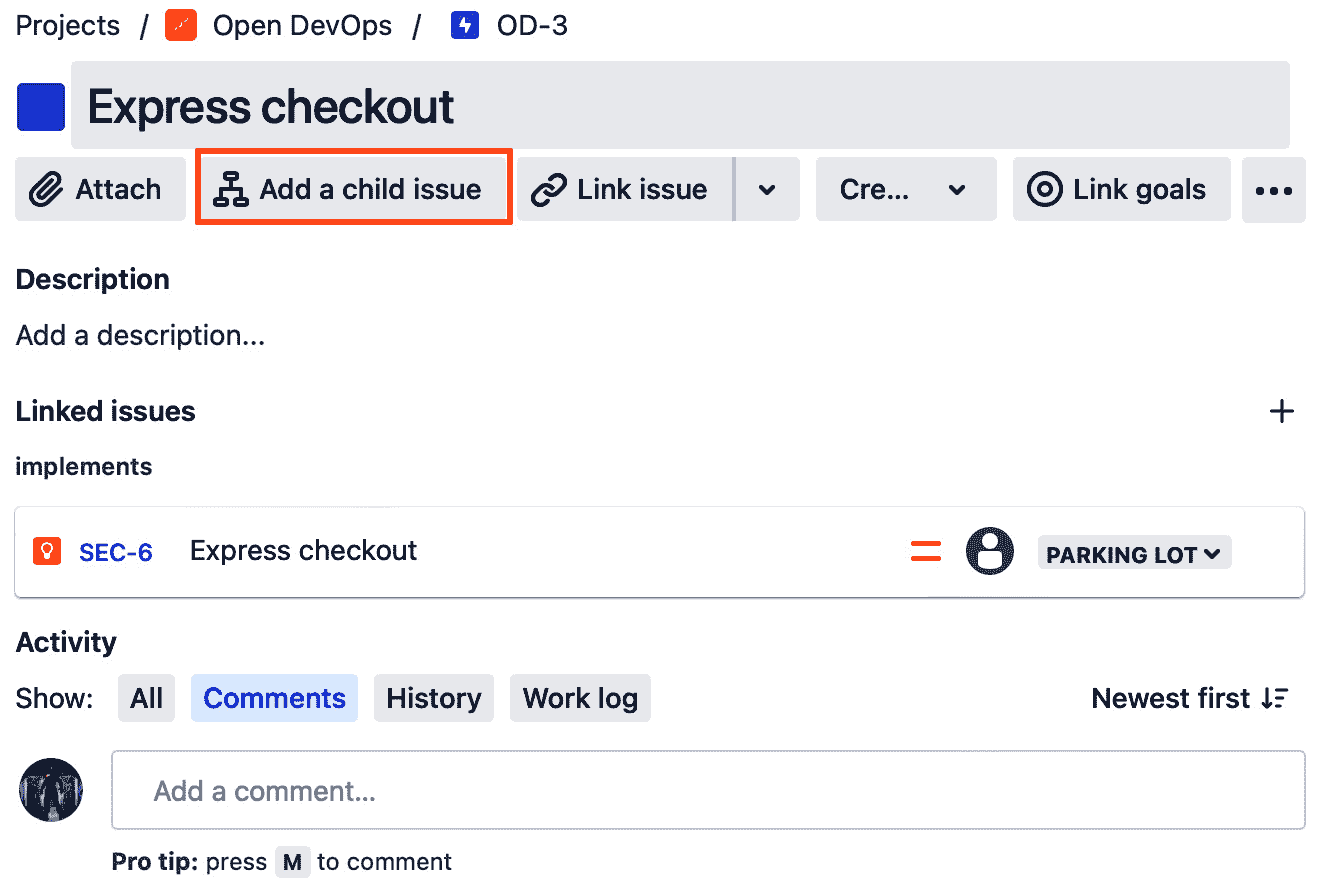 Projects / Open DevOps / OD-3
Express checkout
Attach Add a child issue Link issue Cre... Link goals
Description
Add a description...
Linked issues
implements
SEC-6 Express checkout PARKING LOT
Activity
Show: All Comments History Work log Newest first
Add a comment...
Pro tip: press M to comment